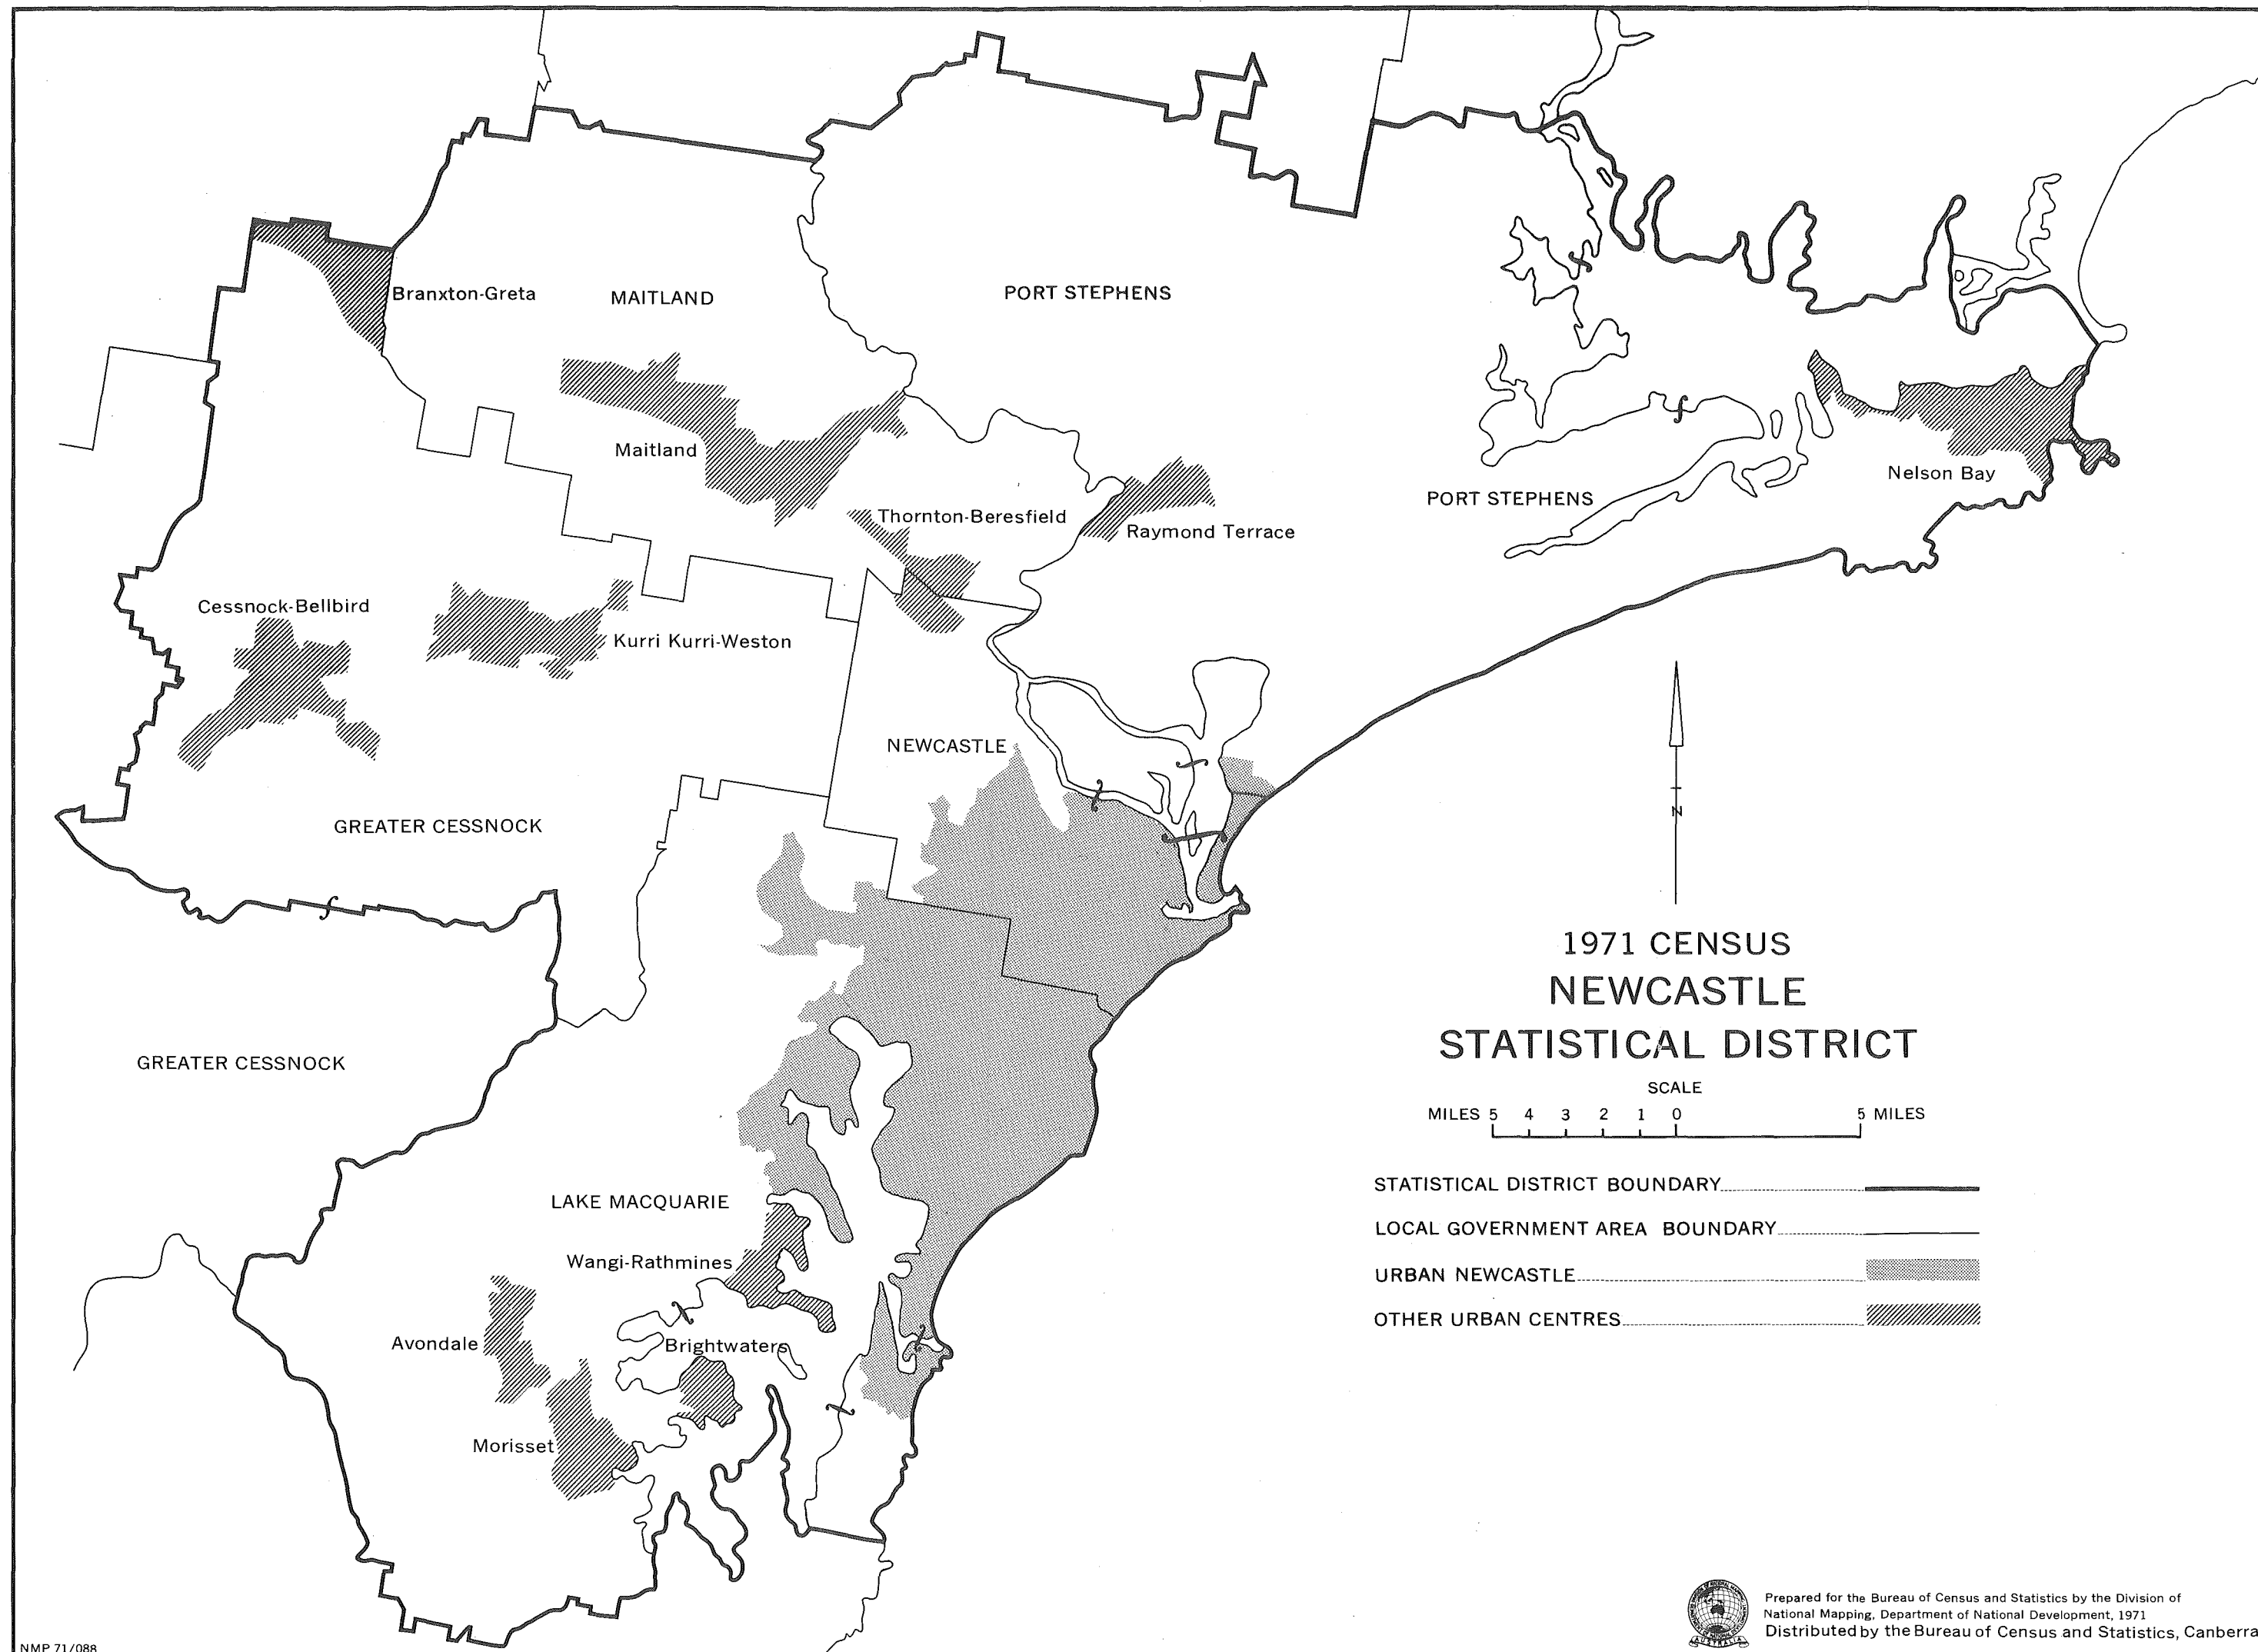 Branxton-Greta
MAITLAND
PORT STEPHENS
Maitland
Nelson Bay
PORT STEPHENS
Thornton-Beresfield
Raymond Terrace
Cessnock-Bellbird
Kurri Kurri-Weston
NEWCASTLE
GREATER CESSNOCK
N
GREATER CESSNOCK
LAKE MACQUARIE
Wangi-Rathmines
Avondale
Brightwaters
Morisset
1971 CENSUS
NEWCASTLE
STATISTICAL DISTRICT
SCALE
MILES 5 4 3 2 1 0 5 MILES
STATISTICAL DISTRICT BOUNDARY
LOCAL GOVERNMENT AREA BOUNDARY
URBAN NEWCASTLE
OTHER URBAN CENTRES
Prepared for the Bureau of Census and Statistics by the Division of
National Mapping, Department of National Development, 1971
Distributed by the Bureau of Census and Statistics, Canberra
NMP 71/088
AUSTRALIA